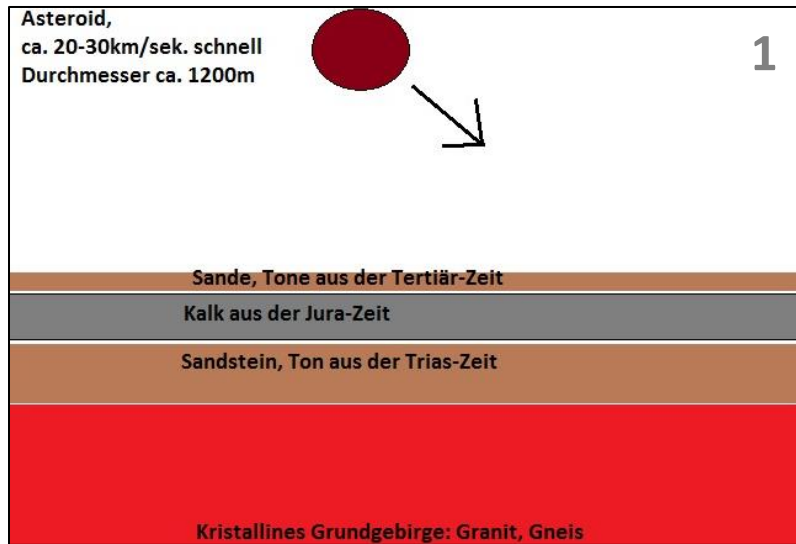 Asteroid,
ca. 20-30km/sek. schnell
Durchmesser ca. 1200m
1
Sande, Tone aus der Tertiär-Zeit
Kalk aus der Jura-Zeit
Sandstein, Ton aus der Trias-Zeit
Kristallines Grundgebirge: Granit, Gneis